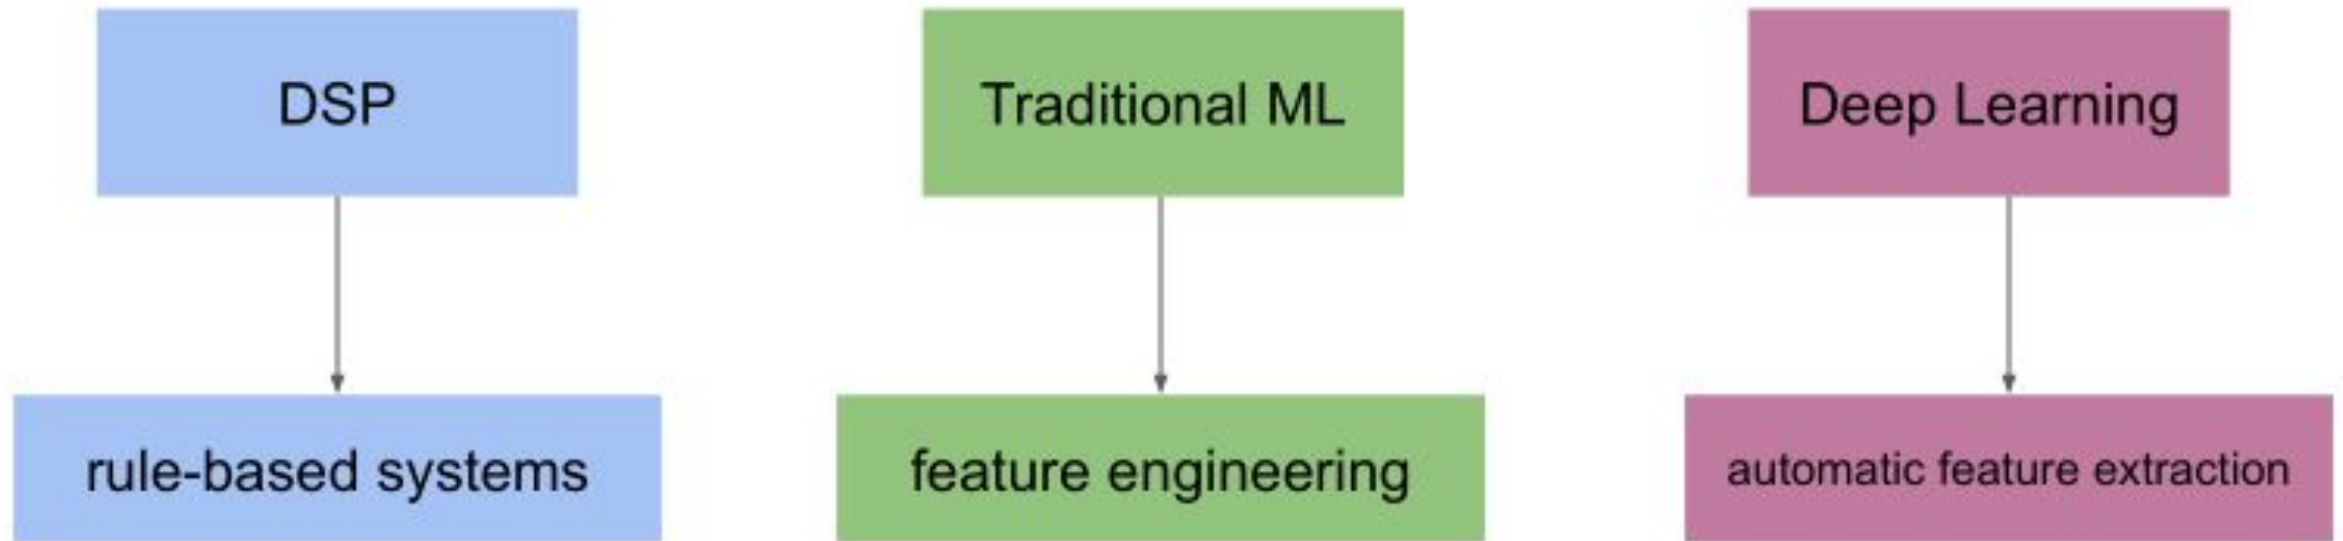 DSP
Traditional ML
Deep Learning
rule-based systems
feature engineering
automatic feature extraction